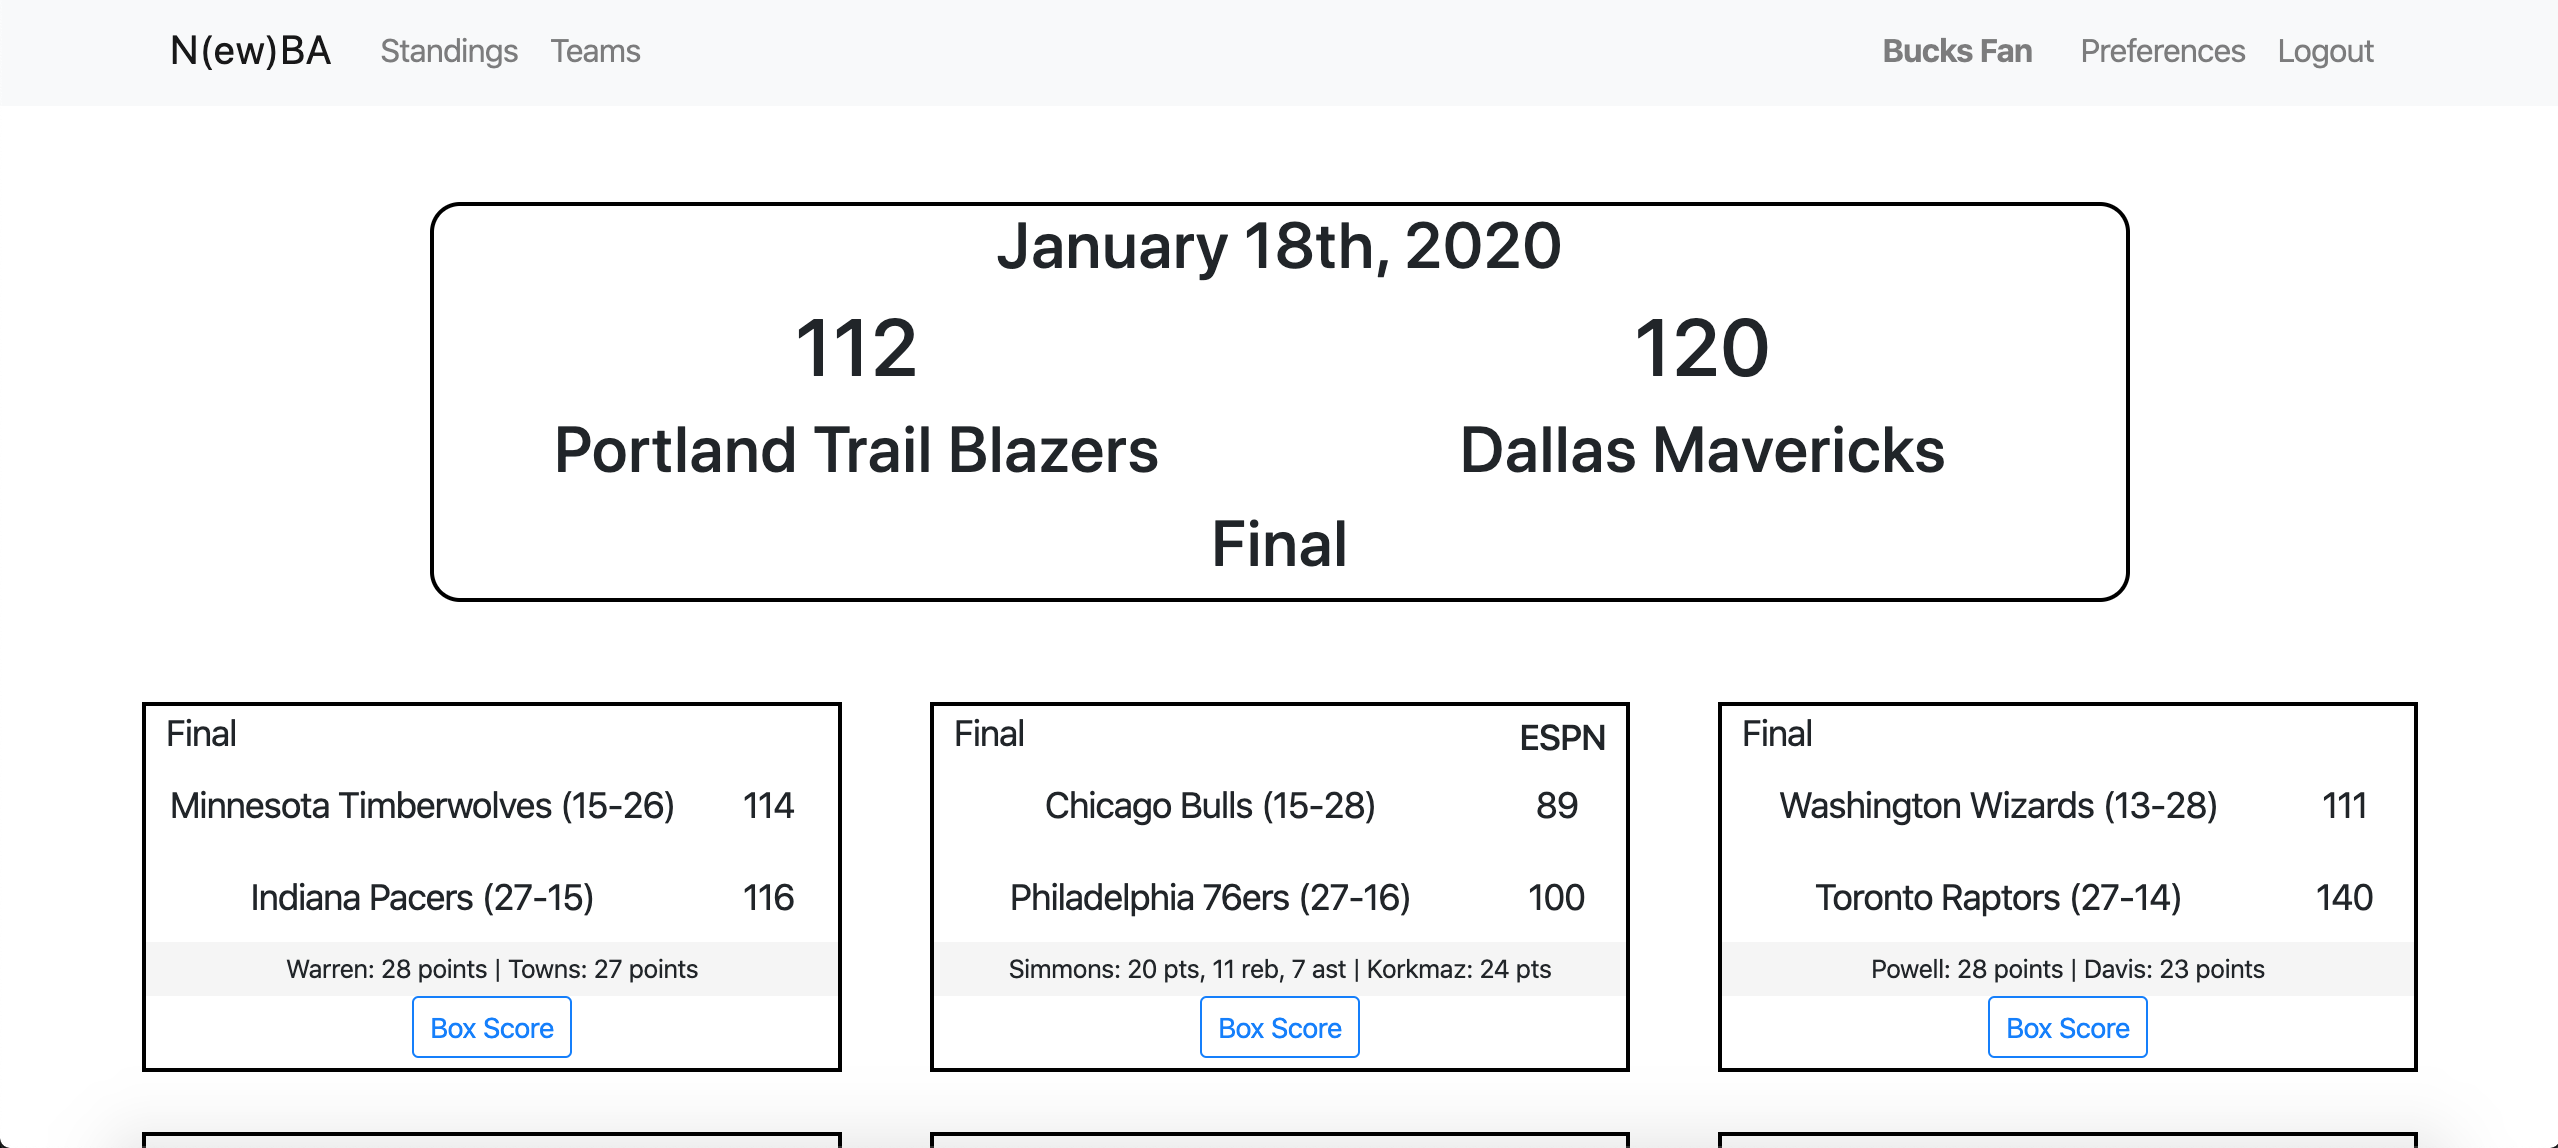 N(ew)BA Standings Teams Bucks Fan Preferences Logout
January 18th, 2020
112 120
Portland Trail Blazers Dallas Mavericks
Final
Final
Minnesota Timberwolves (15-26) 114
Indiana Pacers (27-15) 116
Warren: 28 points | Towns: 27 points
Box Score
Final ESPN
Chicago Bulls (15-28) 89
Philadelphia 76ers (27-16) 100
Simmons: 20 pts, 11 reb, 7 ast | Korkmaz: 24 pts
Box Score
Final
Washington Wizards (13-28) 111
Toronto Raptors (27-14) 140
Powell: 28 points | Davis: 23 points
Box Score